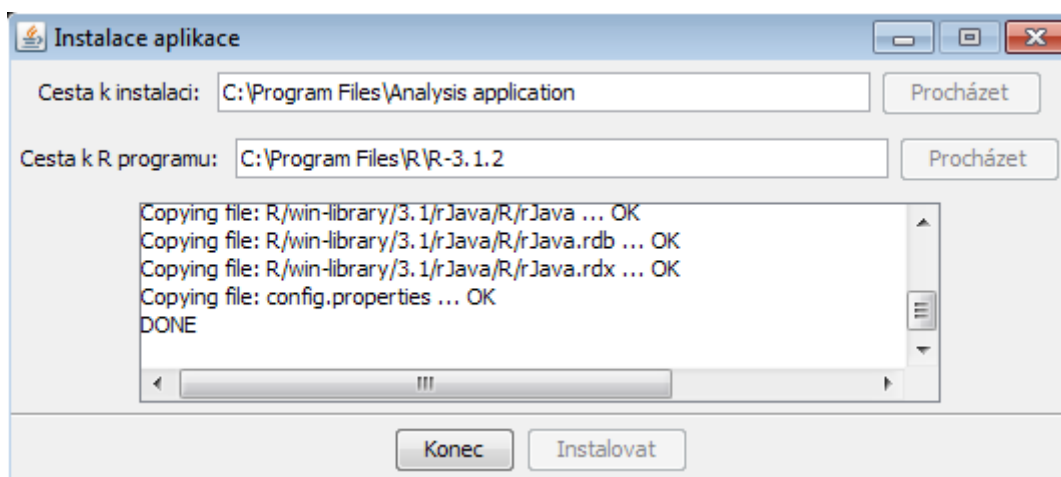 Instalace aplikace
Cesta k instalaci: C:\Program Files\Analysis application Procházet
Cesta k R programu: C:\Program Files\R\R-3.1.2 Procházet
Copying file: R/win-library/3.1/rJava/R/rJava ... OK
Copying file: R/win-library/3.1/rJava/R/rJava.rdb ... OK
Copying file: R/win-library/3.1/rJava/R/rJava.rdx ... OK
Copying file: config.properties ... OK
DONE
Konec Instalovat